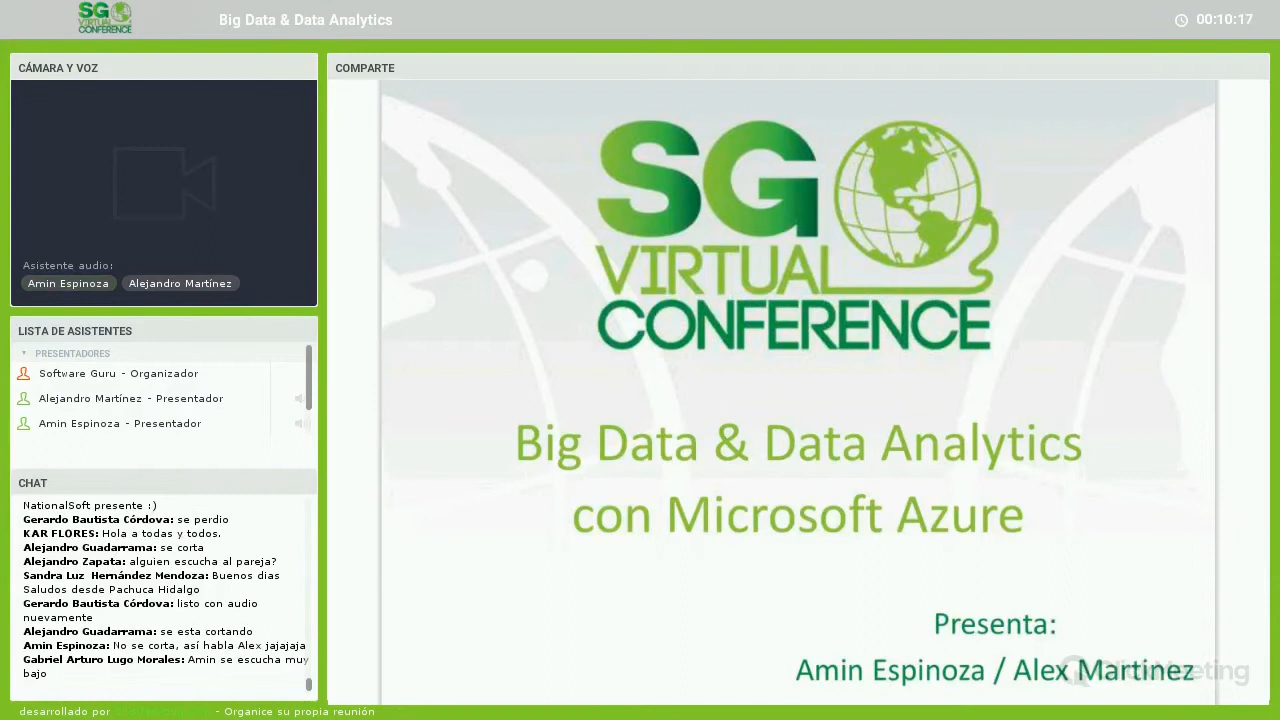 SG
VIRTUAL
CONFERENCE
Big Data & Data Analytics
00:10:17
CÁMARA Y VOZ
Asistente audio:
Amin Espinoza
Alejandro Martínez
LISTA DE ASISTENTES
PRESENTADORES
Software Guru - Organizador
Alejandro Martínez - Presentador
Amin Espinoza - Presentador
CHAT
NationalSoft presente :)
Gerardo Bautista Córdova: se perdio
KAR FLORES: Hola a todas y todos.
Alejandro Guadarrama: se corta
Alejandro Zapata: alguien escucha al pareja?
Sandra Luz Hernández Mendoza: Buenos dias
Saludos desde Pachuca Hidalgo
Gerardo Bautista Córdova: listo con audio
nuevamente
Alejandro Guadarrama: se esta cortando
Amin Espinoza: No se corta, así habla Alex jajajaja
Gabriel Arturo Lugo Morales: Amin se escucha muy
bajo
COMPARTE
SG
VIRTUAL
CONFERENCE
Big Data & Data Analytics
con Microsoft Azure
Presenta:
Amin Espinoza / Alex Martinez
ClickMeeting
desarrollado por - Organice su propia reunión